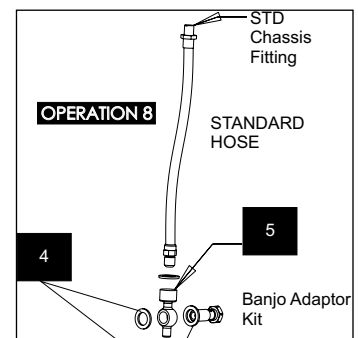 STD
Chassis
Fitting
OPERATION 8
STANDARD
HOSE
5
4
Banjo Adaptor
Kit